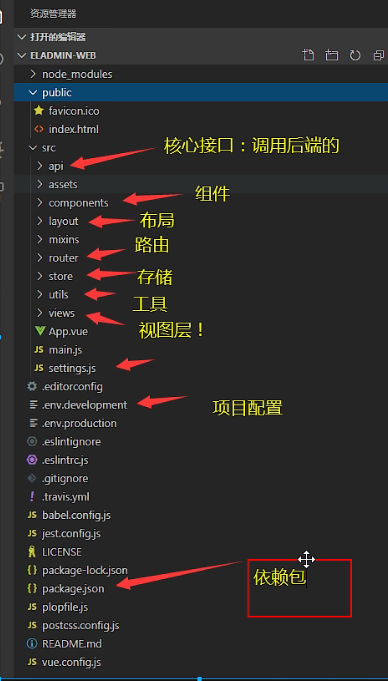 资源管理器
打开的编辑器
ELADMIN-WEB
node_modules
public
favicon.ico
index.html
src
api
核心接口：调用后端的
assets
components
组件
layout
布局
mixins
router
路由
store
存储
utils
工具
views
视图层！
App.vue
main.js
settings.js
.editorconfig
.env.development
项目配置
.env.production
.eslintignore
.eslintrc.js
.gitignore
.travis.yml
babel.config.js
jest.config.js
LICENSE
package-lock.json
package.json
依赖包
plopfile.js
postcss.config.js
README.md
vue.config.js